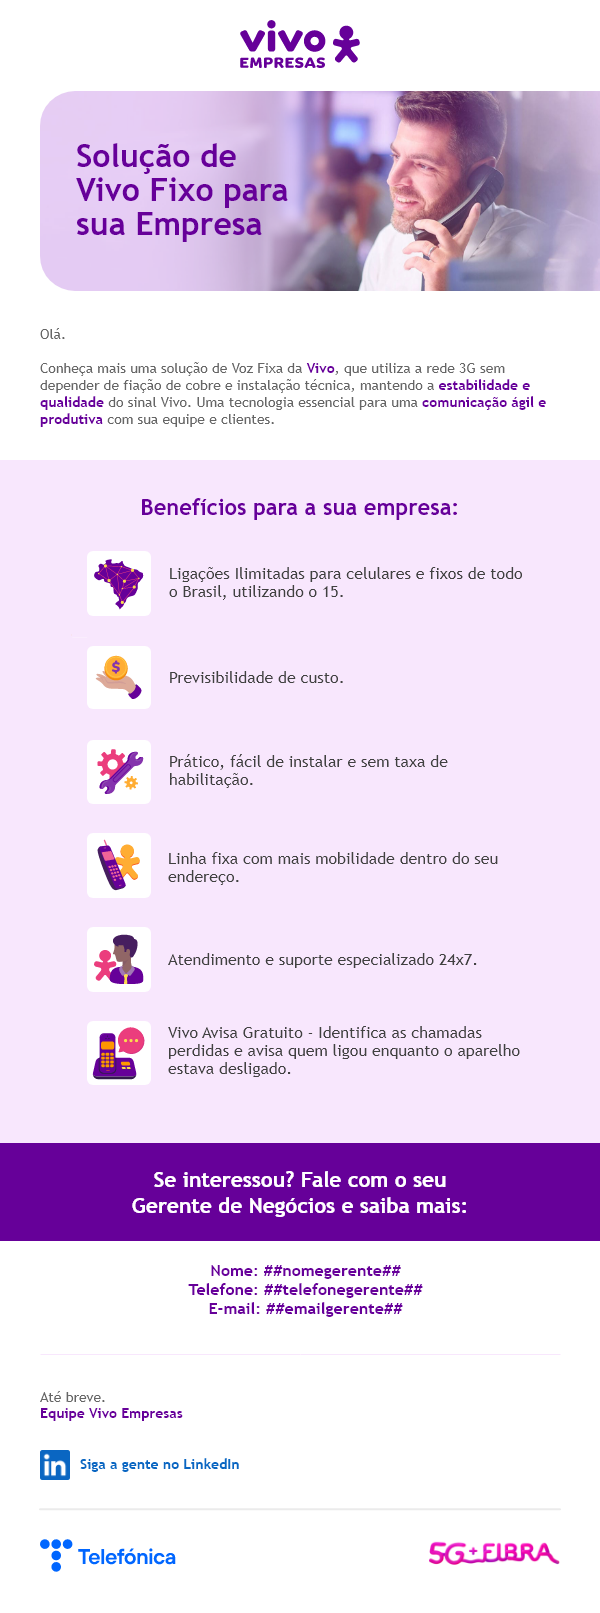 vivo
EMPRESAS
Solução de
Vivo Fixo para
sua Empresa
Olá.
Conheça mais uma solução de Voz Fixa da Vivo, que utiliza a rede 3G sem
depender de fiação de cobre e instalação técnica, mantendo a estabilidade e
qualidade do sinal Vivo. Uma tecnologia essencial para uma comunicação ágil e
produtiva com sua equipe e clientes.
Benefícios para a sua empresa:
Ligações Ilimitadas para celulares e fixos de todo
o Brasil, utilizando o 15.
$
Previsibilidade de custo.
Prático, fácil de instalar e sem taxa de
habilitação.
Linha fixa com mais mobilidade dentro do seu
endereço.
Atendimento e suporte especializado 24x7.
Vivo Avisa Gratuito - Identifica as chamadas
perdidas e avisa quem ligou enquanto o aparelho
estava desligado.
Se interessou? Fale com o seu
Gerente de Negócios e saiba mais:
Nome: ##nomegerente##
Telefone: ##telefonegerente##
E-mail: ##emailgerente##
Até breve.
Equipe Vivo Empresas
in Siga a gente no LinkedIn
Telefónica
5G+FIBRA